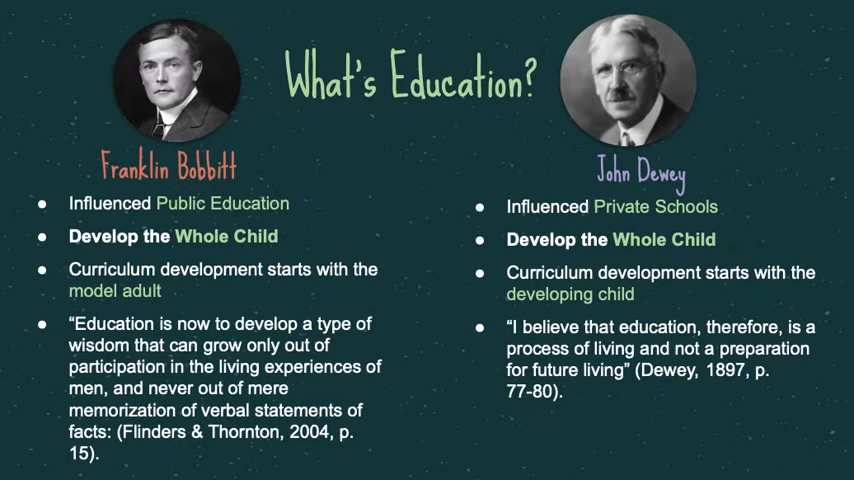 What's Education?
Franklin Bobbitt
● Influenced Public Education
● Develop the Whole Child
● Curriculum development starts with the
model adult
● “Education is now to develop a type of
wisdom that can grow only out of
participation in the living experiences of
men, and never out of mere
memorization of verbal statements of
facts: (Flinders & Thornton, 2004, p.
15).
John Dewey
● Influenced Private Schools
● Develop the Whole Child
● Curriculum development starts with the
developing child
● “I believe that education, therefore, is a
process of living and not a preparation
for future living” (Dewey, 1897, p.
77-80).